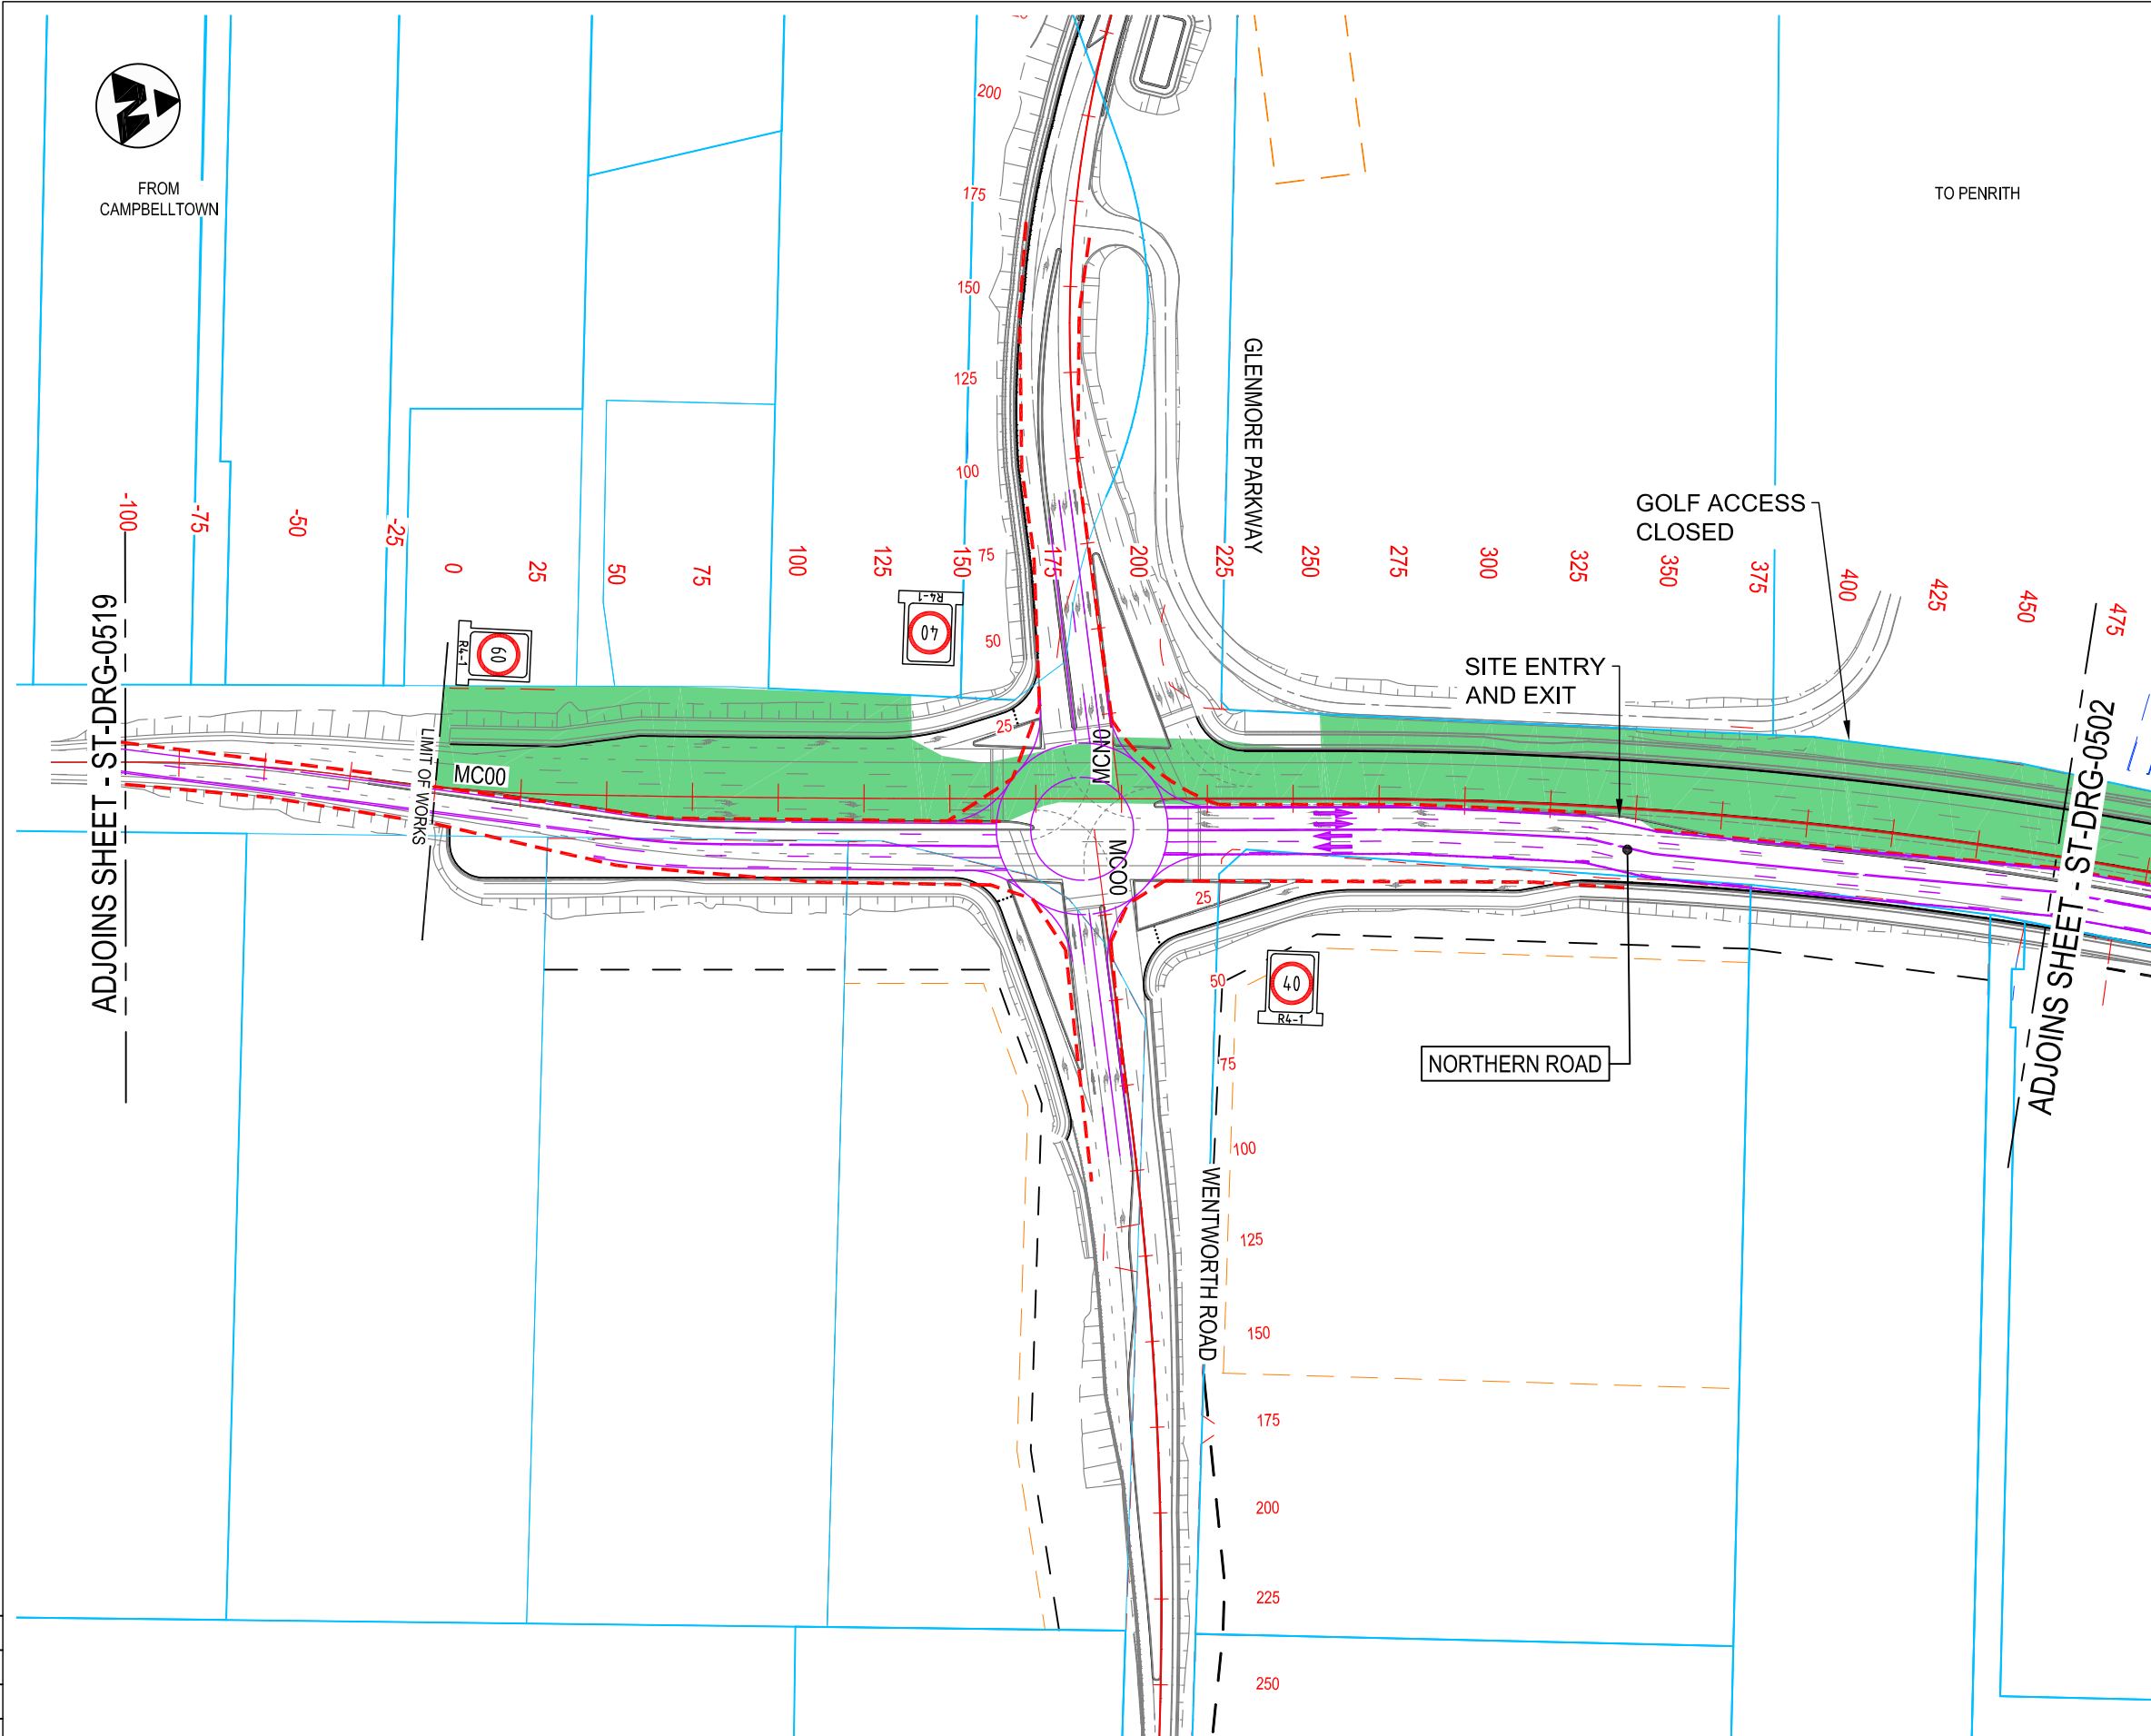 FROM
CAMPBELLTOWN
TO PENRITH
200
175
150
125
100
75
50
25
GLENMORE PARKWAY
GOLF ACCESS
CLOSED
-100
-75
-50
-25
0
25
50
75
100
125
150
175
200
225
250
275
300
325
350
375
400
425
450
475
R4-1
40
R4-1
60
SITE ENTRY
AND EXIT
ADJOINS SHEET - ST-DRG-0519
LIMIT OF WORKS
MC00
MCN0
MC00
ADJOINS SHEET - ST-DRG-0502
25
50
40
R4-1
NORTHERN ROAD
75
100
WENTWORTH ROAD
125
150
175
200
225
250